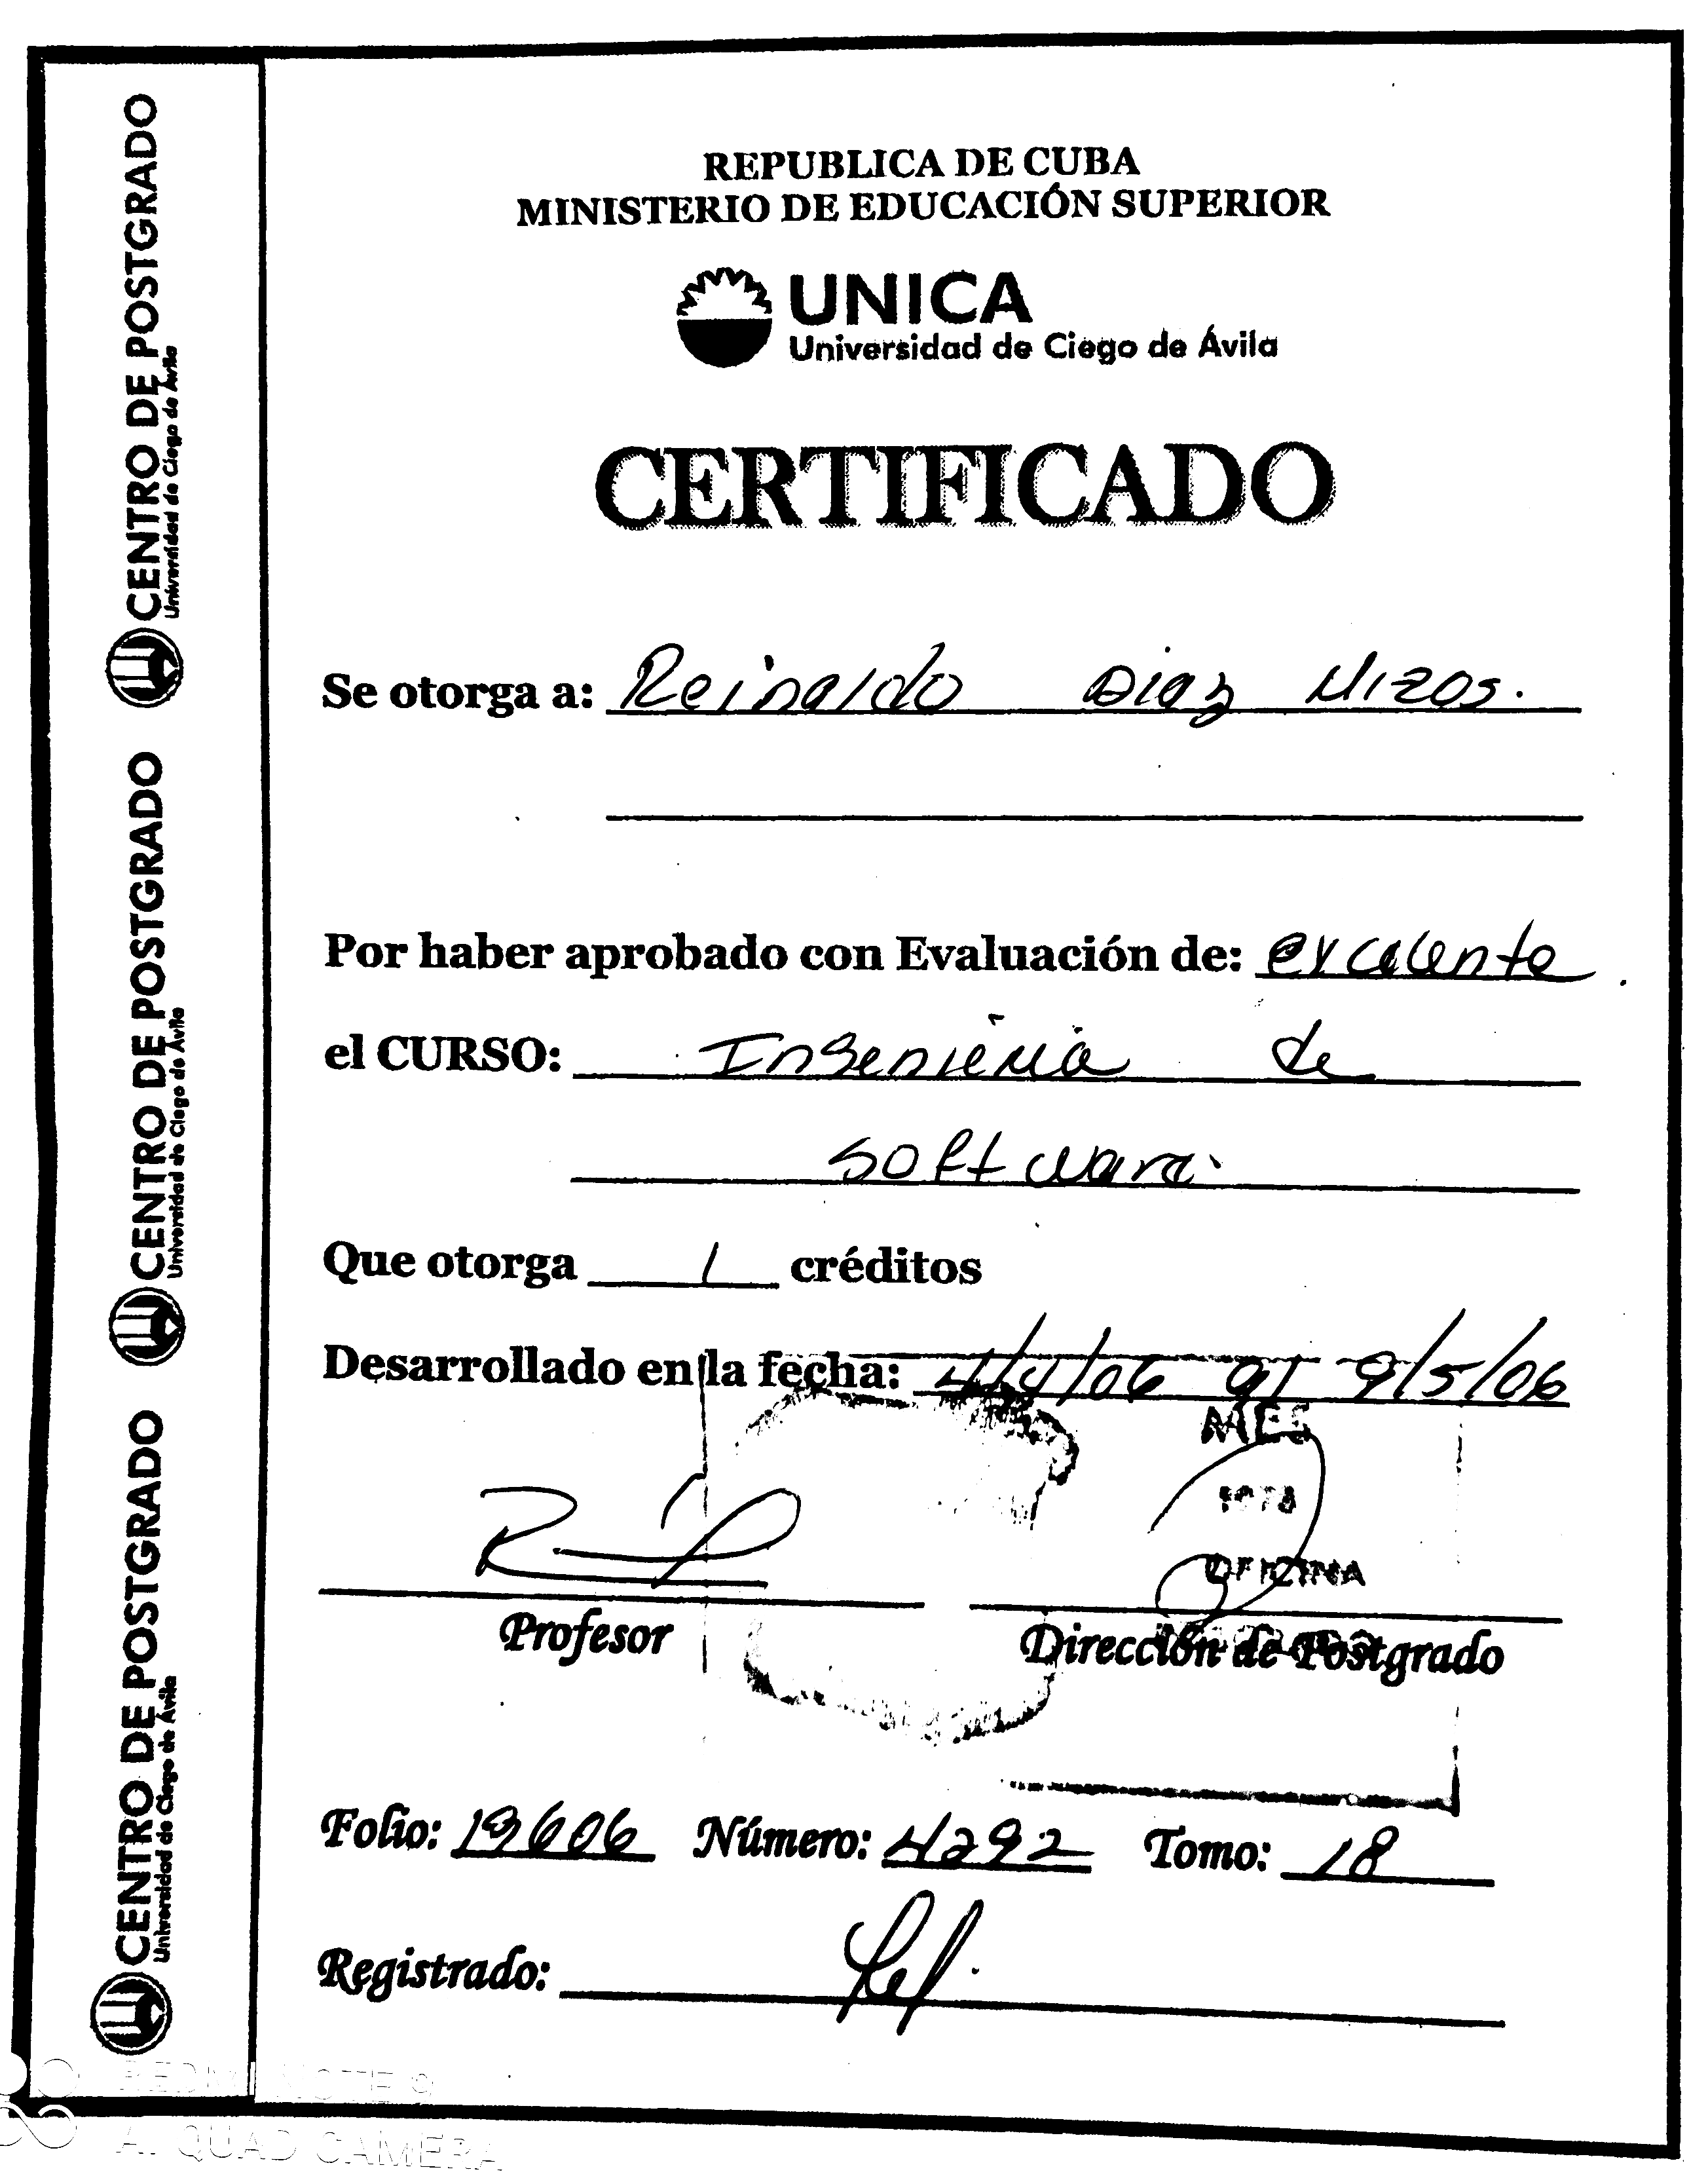 REPUBLICA DE CUBA
MINISTERIO DE EDUCACIÓN SUPERIOR
UNICA
Universidad de Ciego de Ávila
CERTIFICADO
Se otorga a: Reinaldo Diaz
Por haber aprobado con Evaluación de: excelente.
el CURSO: Ingeniería de
Software.
Que otorga 1 créditos
Desarrollado en la fecha: 4/4/06 al 9/5/06
MES
OFICINA
Profesor
Dirección de Postgrado
Folio: 19606 Número: 4292 Tomo: 18
Registrado:
CENTRO DE POSTGRADO
Universidad de Ciego de Ávila
CENTRO DE POSTGRADO
Universidad de Ciego de Ávila
CENTRO DE POSTGRADO
Universidad de Ciego de Ávila
REDMI NOTE 9
AI QUAD CAMERA